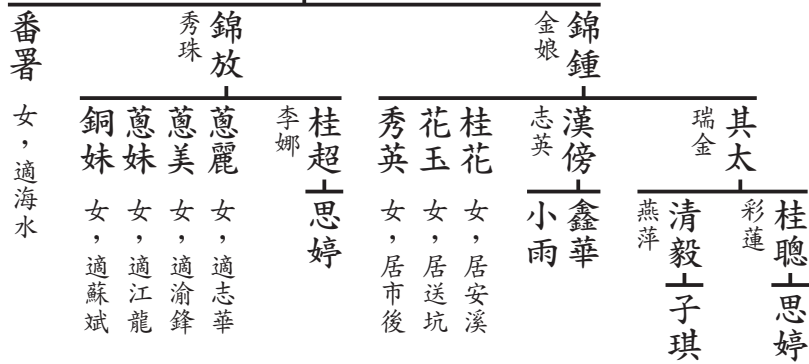 錦鍾
金娘
錦放
秀珠
番署 女，適海水
其太
瑞金
漢傍
志英
桂花 女，居安溪
花玉 女，居送坑
秀英 女，居市後
桂超
李娜
蔥麗 女，適志華
蔥美 女，適渝鋒
蔥妹 女，適江龍
銅妹 女，適蘇斌
桂聰
彩蓮
清毅
燕萍
鑫華
小雨
思婷
思婷
子琪